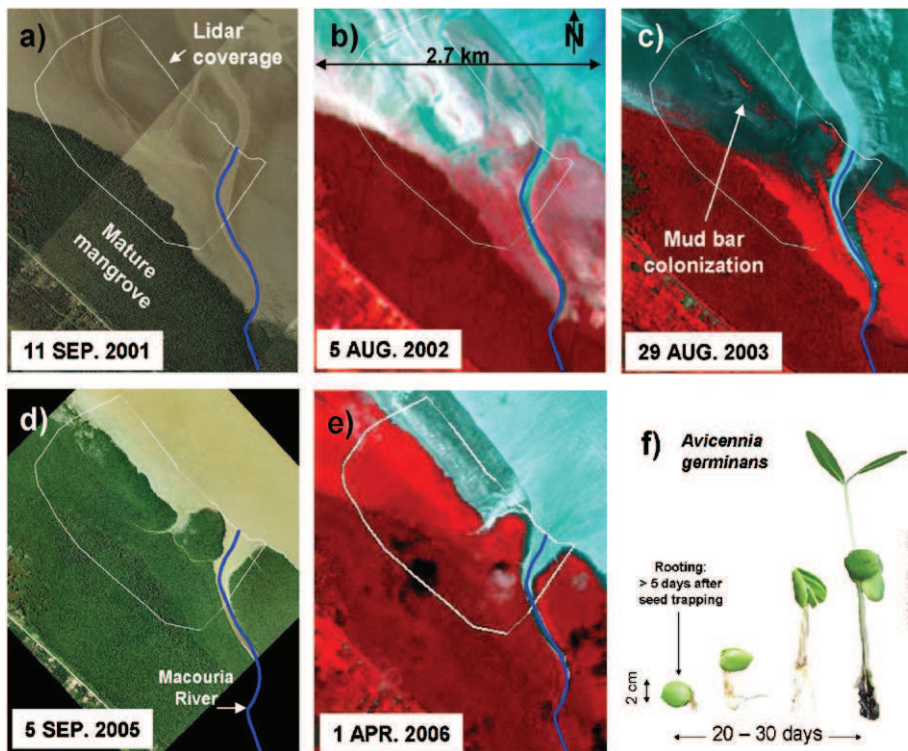 a)
Lidar
coverage
Mature
mangrove
11 SEP. 2001
b)
N
2.7 km
5 AUG. 2002
c)
Mud bar
colonization
29 AUG. 2003
d)
Macouria
River
5 SEP. 2005
e)
1 APR. 2006
f) Avicennia
germinans
Rooting:
> 5 days after
seed trapping
2 cm
20 – 30 days